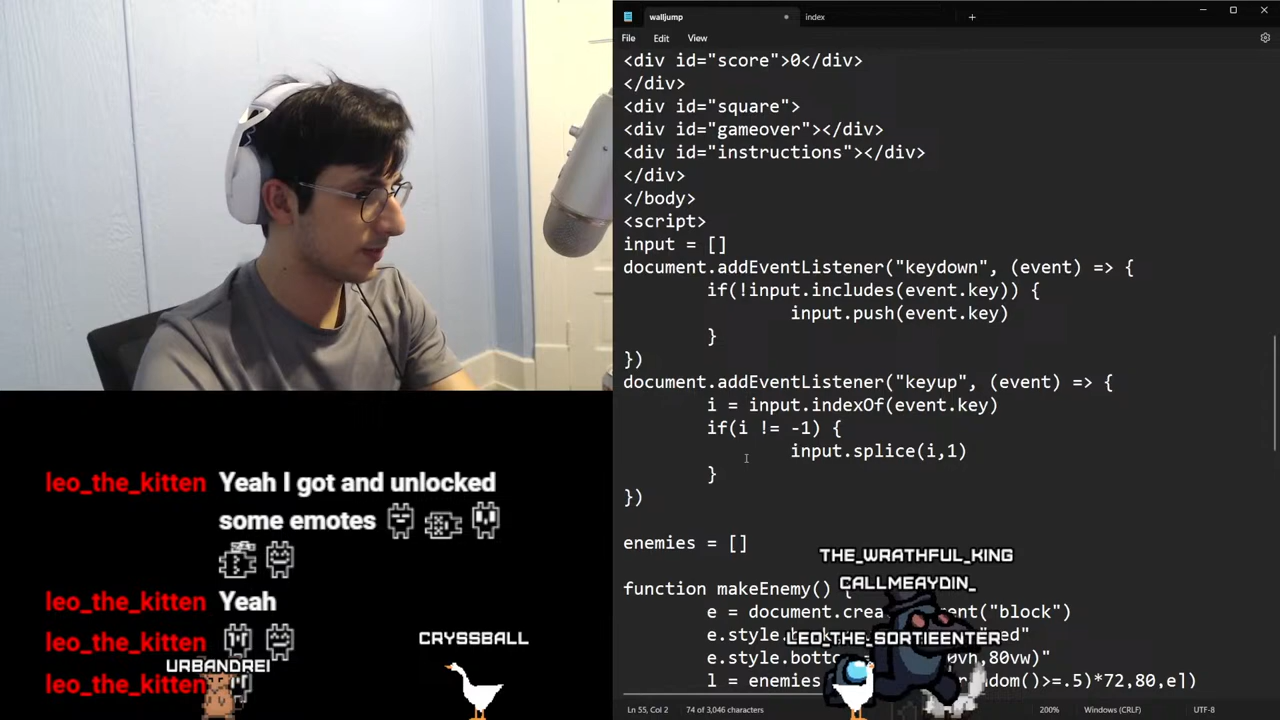 walljump
index
File Edit View
<div id="score">0</div>
</div>
<div id="square">
<div id="gameover"></div>
<div id="instructions"></div>
</div>
</body>
<script>
input = []
document.addEventListener("keydown", (event) => {
if(!input.includes(event.key)) {
input.push(event.key)
}
})
document.addEventListener("keyup", (event) => {
i = input.indexOf(event.key)
if(i != -1) {
input.splice(i,1)
}
})
enemies = []
function makeEnemy() {
e = document.crea ent("block")
e.style. ed"
e.style.botto 0vh,80vw)"
l = enemies ndom()>=.5)*72,80,e])
Ln 55, Col 2
74 of 3,046 characters
200%
Windows (CRLF)
UTF-8
leo_the_kitten Yeah I got and unlocked
some emotes
leo_the_kitten Yeah
leo_the_kitten
leo_the_kitten
URBANDREI
CRYSSBALL
THE_WRATHFUL_KING
CALLMEAYDIN_